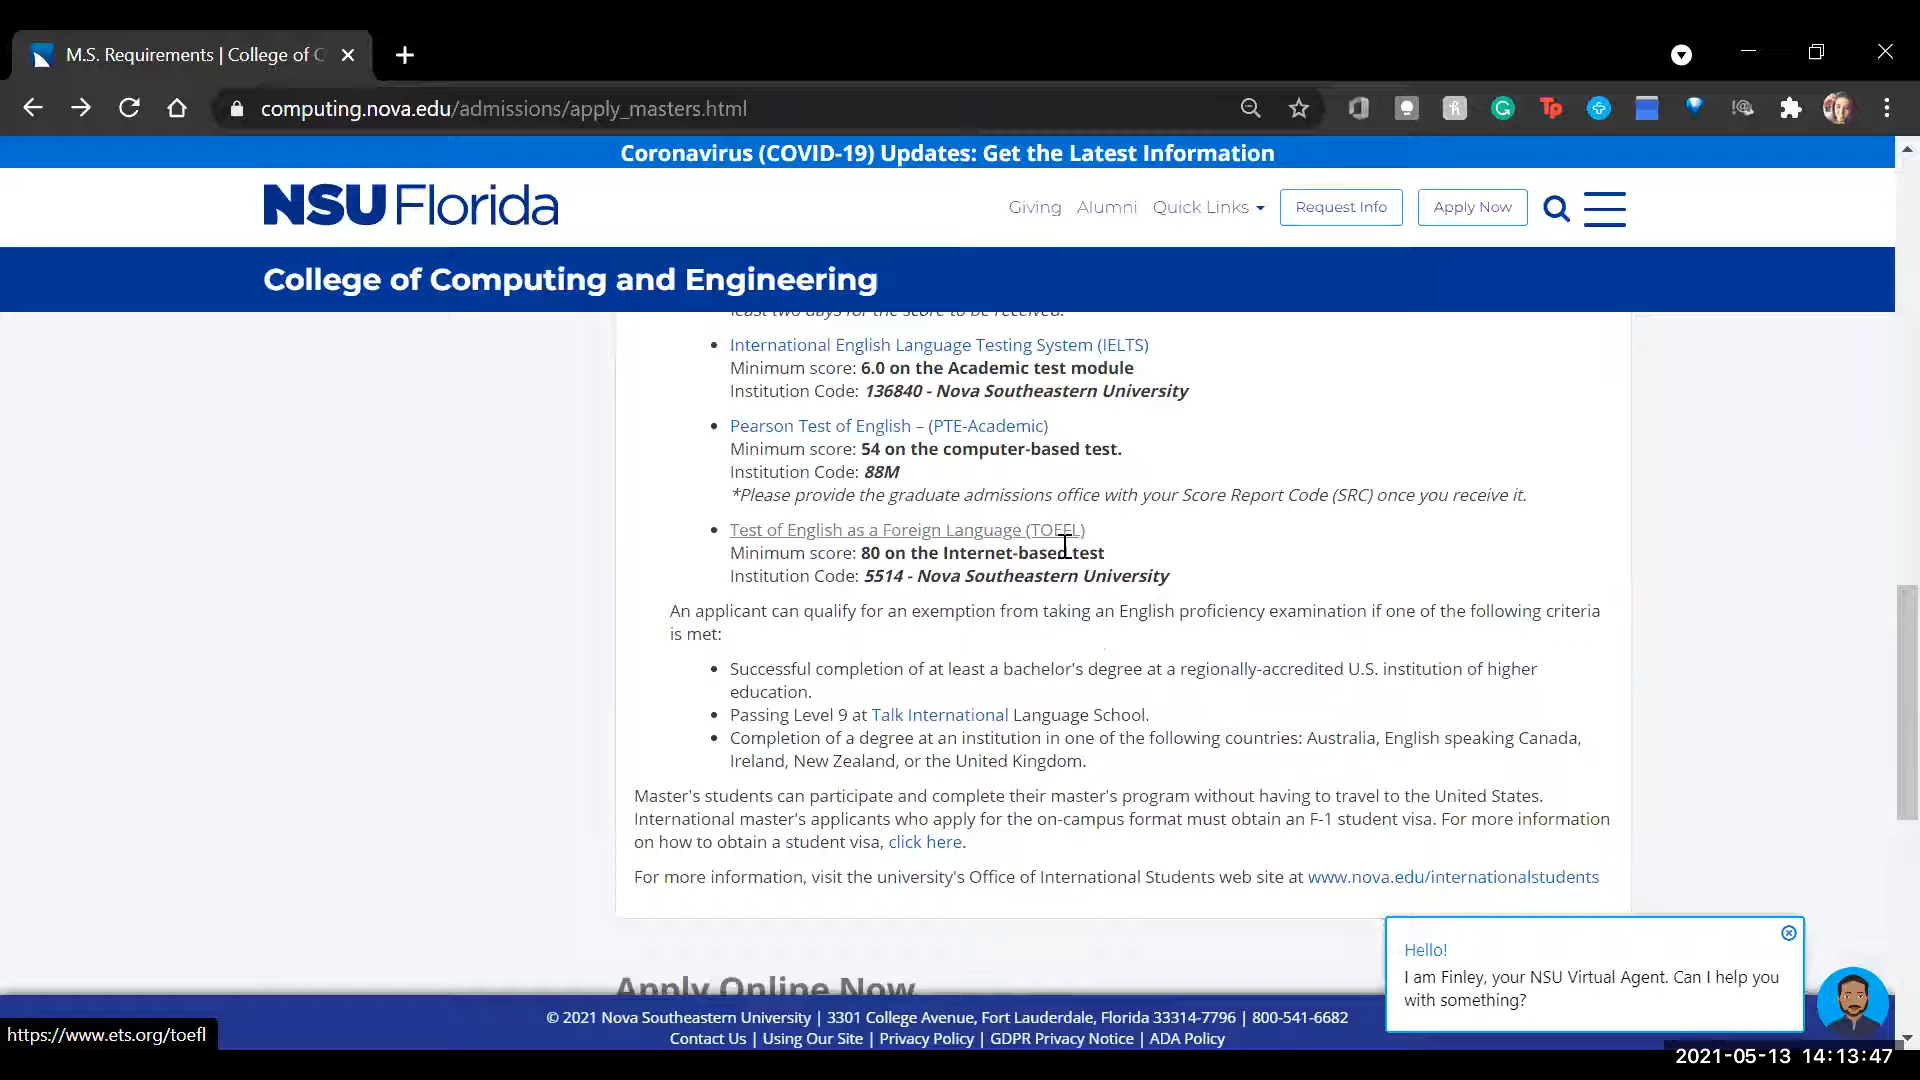 M.S. Requirements | College of C
computing.nova.edu/admissions/apply_masters.html
Coronavirus (COVID-19) Updates: Get the Latest Information
NSU Florida
Giving Alumni Quick Links Request Info Apply Now
College of Computing and Engineering
least two days for the score to be received.
International English Language Testing System (IELTS)
Minimum score: 6.0 on the Academic test module
Institution Code: 136840 - Nova Southeastern University
Pearson Test of English – (PTE-Academic)
Minimum score: 54 on the computer-based test.
Institution Code: 88M
*Please provide the graduate admissions office with your Score Report Code (SRC) once you receive it.
Test of English as a Foreign Language (TOEFL)
Minimum score: 80 on the Internet-based test
Institution Code: 5514 - Nova Southeastern University
An applicant can qualify for an exemption from taking an English proficiency examination if one of the following criteria
is met:
Successful completion of at least a bachelor's degree at a regionally-accredited U.S. institution of higher
education.
Passing Level 9 at Talk International Language School.
Completion of a degree at an institution in one of the following countries: Australia, English speaking Canada,
Ireland, New Zealand, or the United Kingdom.
Master's students can participate and complete their master's program without having to travel to the United States.
International master's applicants who apply for the on-campus format must obtain an F-1 student visa. For more information
on how to obtain a student visa, click here.
For more information, visit the university's Office of International Students web site at www.nova.edu/internationalstudents
Hello!
I am Finley, your NSU Virtual Agent. Can I help you
with something?
Apply Online Now
© 2021 Nova Southeastern University | 3301 College Avenue, Fort Lauderdale, Florida 33314-7796 | 800-541-6682
Contact Us | Using Our Site | Privacy Policy | GDPR Privacy Notice | ADA Policy
https://www.ets.org/toefl
2021-05-13 14:13:47